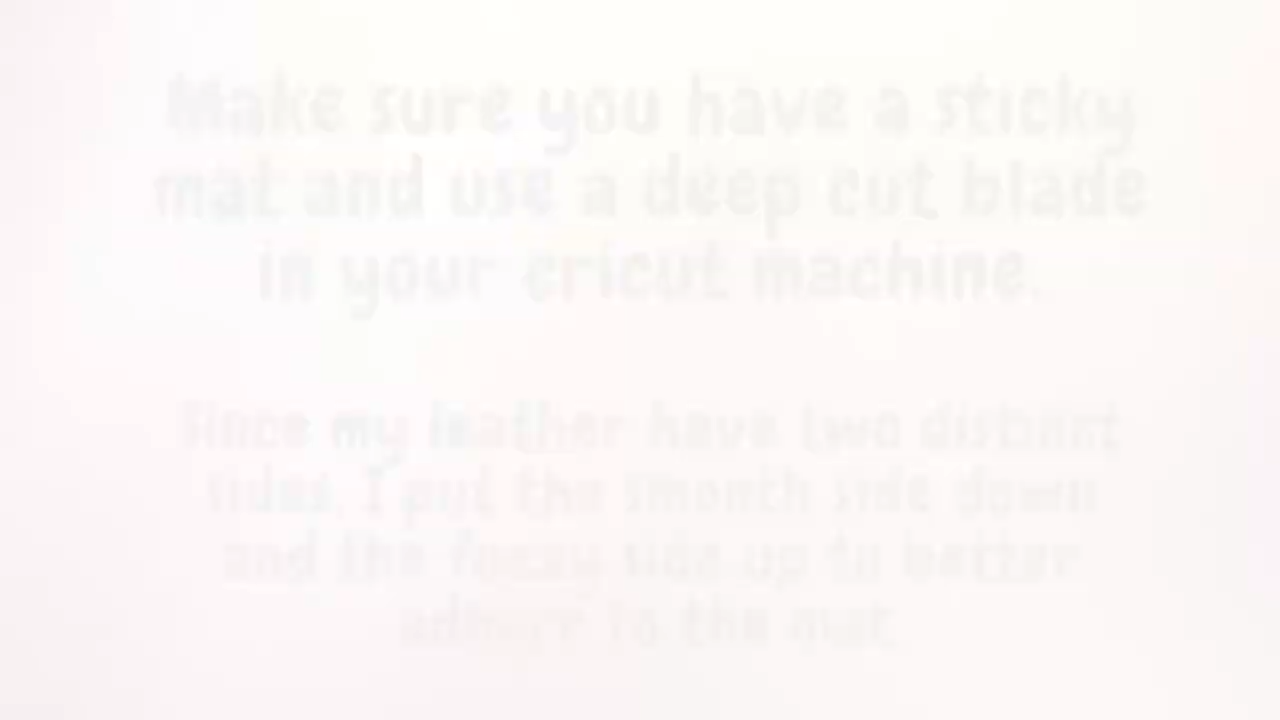 Make sure you have a sticky
mat and use a deep cut blade
in your cricut machine.
Since my leather have two distinct
sides, I put the smooth side down
and the fuzzy side up to better
adhere to the mat